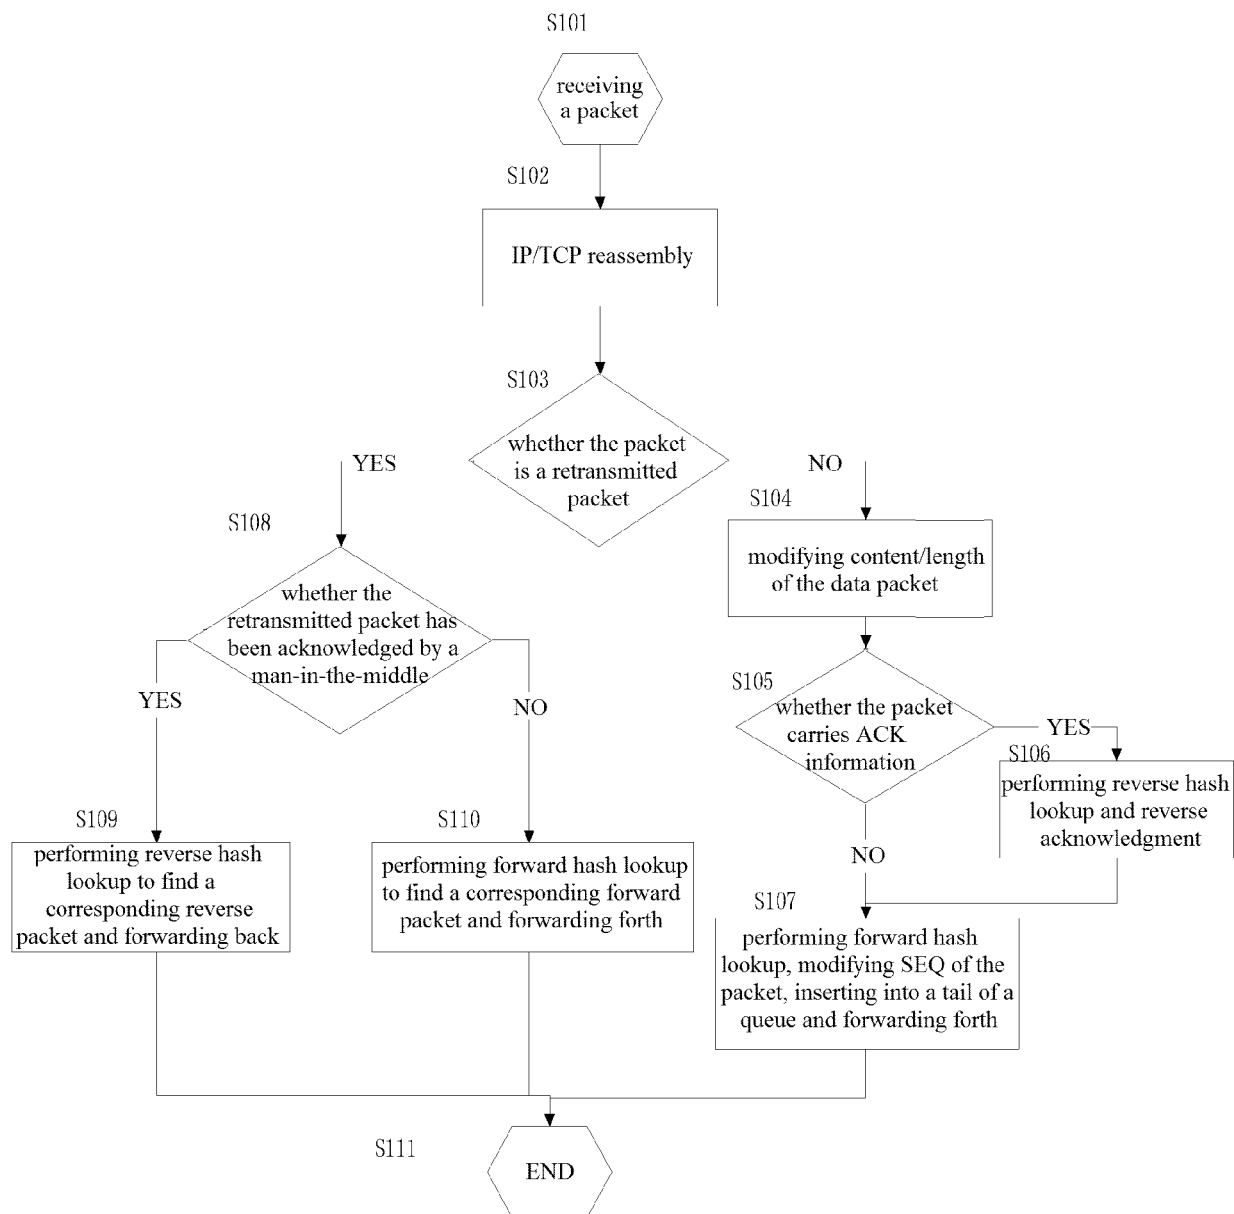 S101
receiving
a packet
S102
IP/TCP reassembly
S103
whether the packet
is a retransmitted
packet
YES
NO
S104
modifying content/length
of the data packet
S108
whether the
retransmitted packet has
been acknowledged by a
man-in-the-middle
YES
NO
S105
whether the packet
carries ACK
information
YES
NO
S106
performing reverse hash
lookup and reverse
acknowledgment
S109
performing reverse hash
lookup to find a
corresponding reverse
packet and forwarding back
S110
performing forward hash lookup
to find a corresponding forward
packet and forwarding forth
S107
performing forward hash
lookup, modifying SEQ of the
packet, inserting into a tail of a
queue and forwarding forth
S111
END